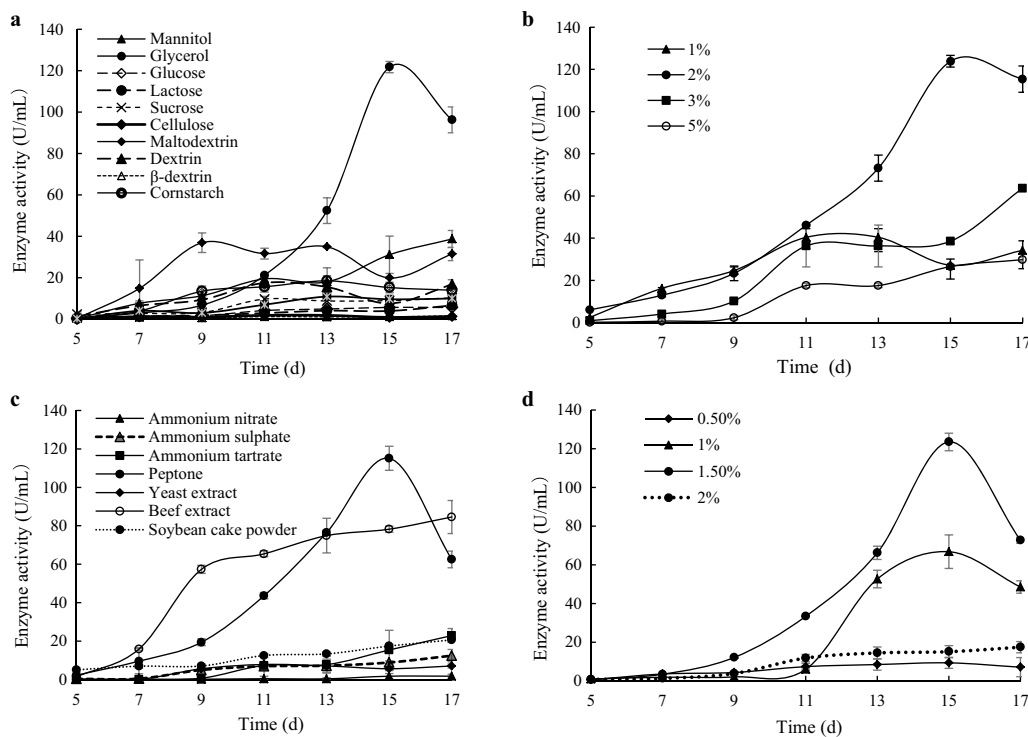 a
Enzyme activity (U/mL)
140
120
100
80
60
40
20
0
Mannitol
Glycerol
Glucose
Lactose
Sucrose
Cellulose
Maltodextrin
Dextrin
β-dextrin
Cornstarch
5 7 9 11 13 15 17
Time (d)
b
Enzyme activity (U/mL)
140
120
100
80
60
40
20
0
1%
2%
3%
5%
5 7 9 11 13 15 17
Time (d)
c
Enzyme activity (U/mL)
140
120
100
80
60
40
20
0
Ammonium nitrate
Ammonium sulphate
Ammonium tartrate
Peptone
Yeast extract
Beef extract
Soybean cake powder
5 7 9 11 13 15 17
Time (d)
d
Enzyme activity (U/mL)
140
120
100
80
60
40
20
0
0.50%
1%
1.50%
2%
5 7 9 11 13 15 17
Time (d)